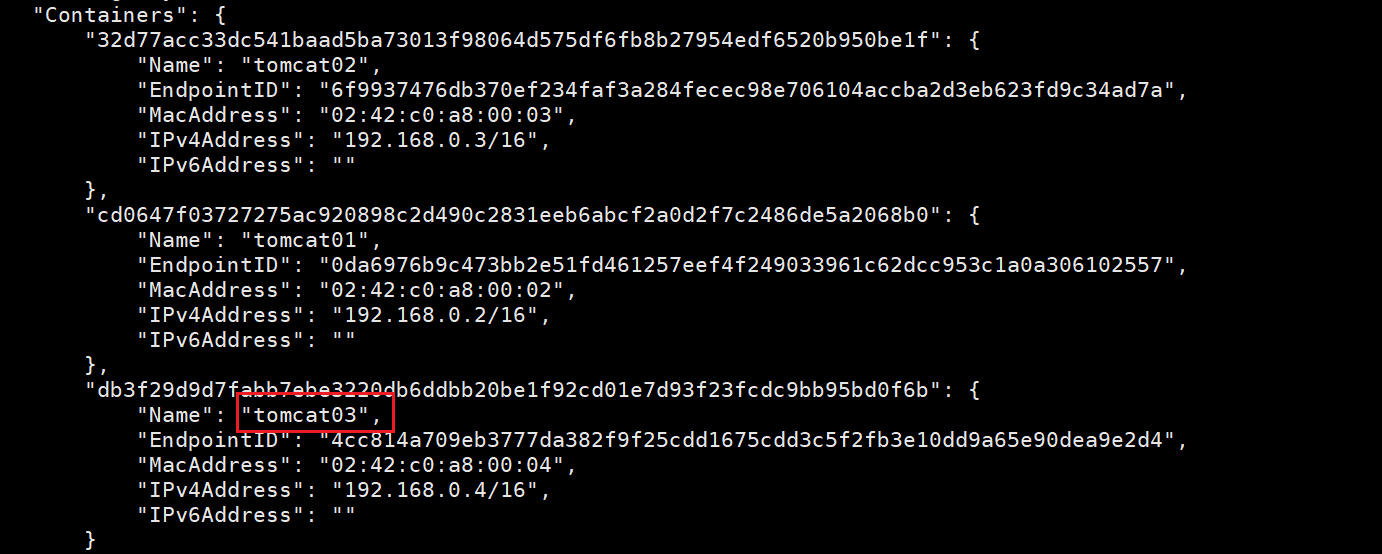 "Containers": {
"32d77acc33dc541baad5ba73013f98064d575df6fb8b27954edf6520b950be1f": {
"Name": "tomcat02",
"EndpointID": "6f9937476db370ef234faf3a284fecec98e706104accba2d3eb623fd9c34ad7a",
"MacAddress": "02:42:c0:a8:00:03",
"IPv4Address": "192.168.0.3/16",
"IPv6Address": ""
},
"cd0647f03727275ac920898c2d490c2831eeb6abcf2a0d2f7c2486de5a2068b0": {
"Name": "tomcat01",
"EndpointID": "0da6976b9c473bb2e51fd461257eef4f249033961c62dcc953c1a0a306102557",
"MacAddress": "02:42:c0:a8:00:02",
"IPv4Address": "192.168.0.2/16",
"IPv6Address": ""
},
"db3f29d9d7fabb7ebe3220db6ddbb20be1f92cd01e7d93f23fcdc9bb95bd0f6b": {
"Name": "tomcat03",
"EndpointID": "4cc814a709eb3777da382f9f25cdd1675cdd3c5f2fb3e10dd9a65e90dea9e2d4",
"MacAddress": "02:42:c0:a8:00:04",
"IPv4Address": "192.168.0.4/16",
"IPv6Address": ""
}